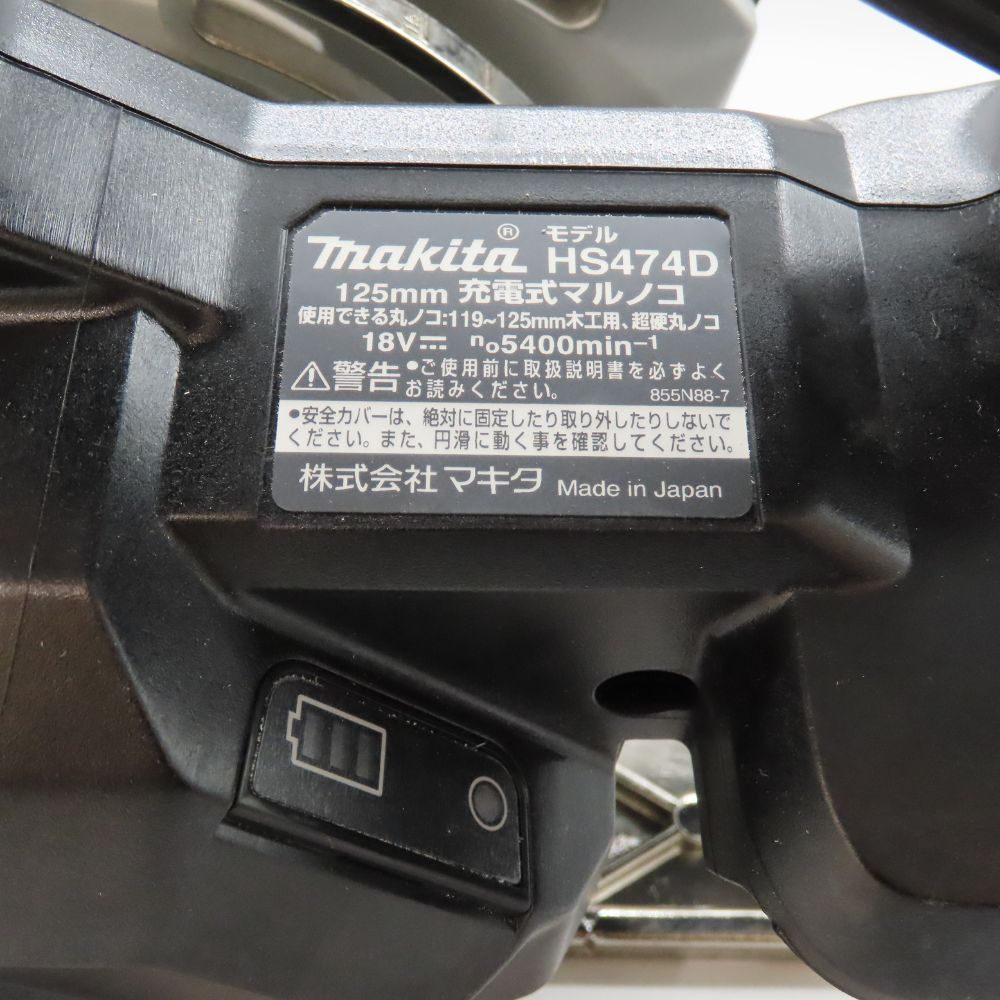 makita® モデル HS474D
125mm 充電式マルノコ
使用できる丸ノコ:119~125mm木工用、超硬丸ノコ
18V⎓ n₀5400min⁻¹
⚠警告 •ご使用前に取扱説明書を必ずよく
お読みください。 855N88-7
•安全カバーは、絶対に固定したり取り外したりしないで
ください。また、円滑に動く事を確認してください。
株式会社 マキタ Made in Japan